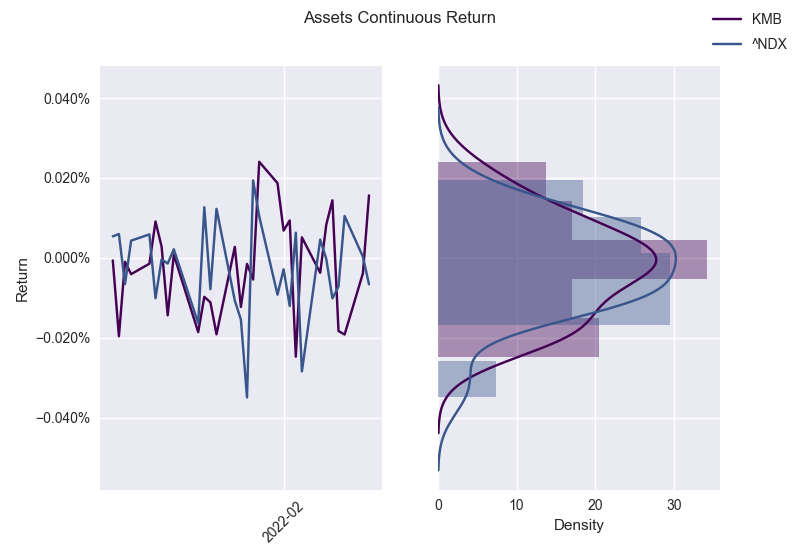 Assets Continuous Return
KMB
^NDX
Return
0.040%
0.020%
0.000%
−0.020%
−0.040%
2022-02
0
10
20
30
Density